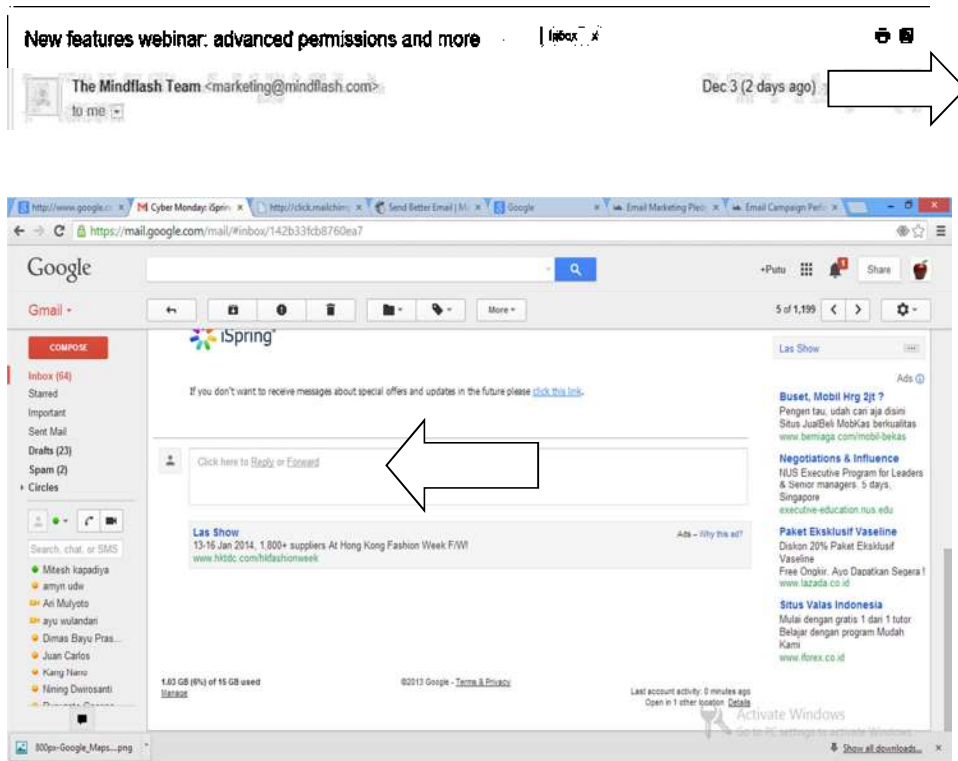 New features webinar: advanced permissions and more Inbox x
The Mindflash Team <marketing@mindflash.com>
Dec 3 (2 days ago)
to me
http://www.google.c
Cyber Monday: iSprin
http://click.mailchimp
Send Better Email | M
Google
Email Marketing
Email Campaign Perf
https://mail.google.com/mail/#inbox/142b33fcb8760ea7
Google
+Putu
Share
Gmail
More
5 of 1,199
COMPOSE
Inbox (64)
Starred
Important
Sent Mail
Drafts (23)
Spam (2)
Circles
Search, chat, or SMS
Mitesh kapadiya
amyn udw
Ari Mulyoto
ayu wulandari
Dimas Bayu Pras...
Juan Carlos
Kang Nano
Nining Dwirosanti
iSpring
If you don't want to receive messages about special offers and updates in the future please click this link.
Click here to Reply or Forward
Las Show
Ads – Why this ad?
13-16 Jan 2014, 1,800+ suppliers At Hong Kong Fashion Week F/W!
www.hktdc.com/hkfashionweek
1.03 GB (6%) of 15 GB used
Manage
©2013 Google - Terms & Privacy
Last account activity: 0 minutes ago
Open in 1 other location Details
Las Show
Ads
Buset, Mobil Hrg 2jt ?
Pengen tau, udah cari aja disini
Situs JualBeli MobKas berkualitas
www.berniaga.com/mobil-bekas
Negotiations & Influence
NUS Executive Program for Leaders
& Senior managers. 5 days,
Singapore
executive-education.nus.edu
Paket Eksklusif Vaseline
Diskon 20% Paket Eksklusif
Vaseline
Free Ongkir. Ayo Dapatkan Segera !
www.lazada.co.id
Situs Valas Indonesia
Mulai dengan gratis 1 dari 1 tutor
Belajar dengan program Mudah
Kami
www.iforex.co.id
Activate Windows
Go to PC settings to activate Windows.
800px-Google_Maps....png
Show all downloads...